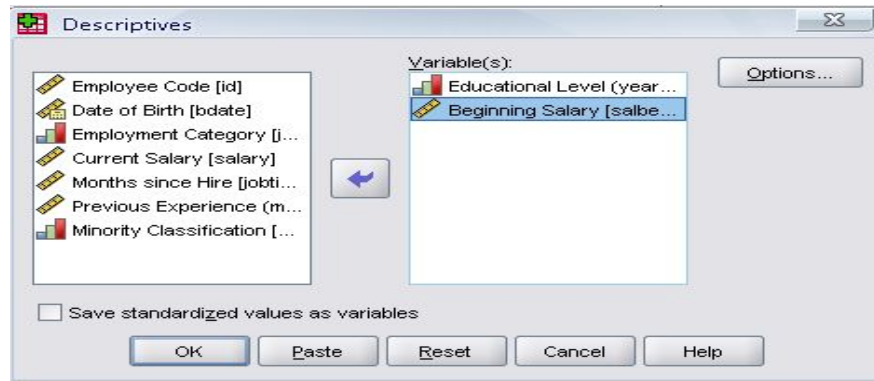 Descriptives
Variable(s):
Employee Code [id]
Date of Birth [bdate]
Employment Category [j...
Current Salary [salary]
Months since Hire [jobti...
Previous Experience (m...
Minority Classification [...
Educational Level (year...
Beginning Salary [salbe...
Options...
Save standardized values as variables
OK Paste Reset Cancel Help